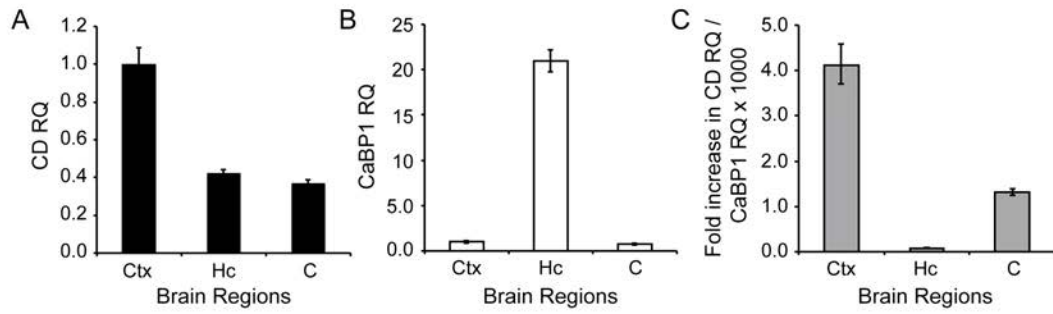 A
CD RQ
1.2
1.0
0.8
0.6
0.4
0.2
0.0
Ctx Hc C
Brain Regions
B
CaBP1 RQ
25
20
15
10
5.0
0.0
Ctx Hc C
Brain Regions
C
Fold increase in CD RQ /
CaBP1 RQ x 1000
5.0
4.0
3.0
2.0
1.0
0.0
Ctx Hc C
Brain Regions